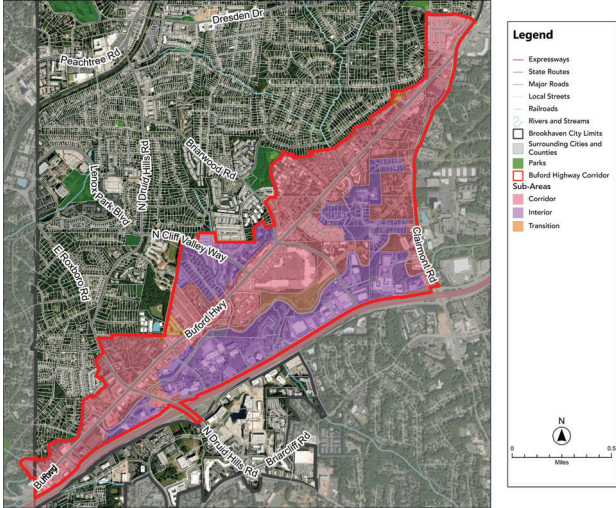 Dresden Dr
Peachtree Rd
Briarwood Rd
N Druid Hills Rd
Lenox Park Blvd
N Cliff Valley Way
E Roxboro Rd
Clairmont Rd
Buford Hwy
N Druid Hills Rd
Briarcliff Rd
Legend
Expressways
State Routes
Major Roads
Local Streets
Railroads
Rivers and Streams
Brookhaven City Limits
Surrounding Cities and
Counties
Parks
Buford Highway Corridor
Sub-Areas
Corridor
Interior
Transition
N
0
0.5
Miles